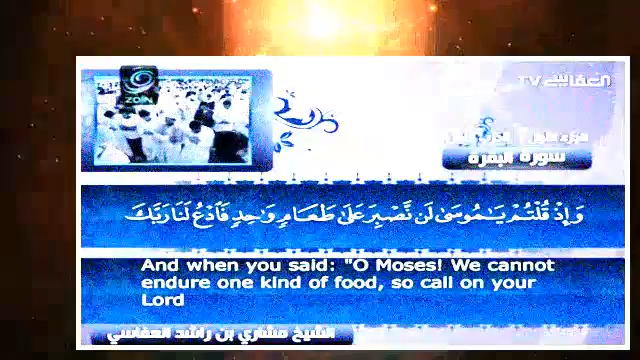 ZOIN
العفاسي TV
سورة البقرة
وَإِذْ قُلْتُمْ يَـٰمُوسَىٰ لَن نَّصْبِرَ عَلَىٰ طَعَامٍ وَٰحِدٍ فَٱدْعُ لَنَا رَبَّكَ
And when you said: "O Moses! We cannot
endure one kind of food, so call on your
Lord
الشيخ مشاري بن راشد العفاسي